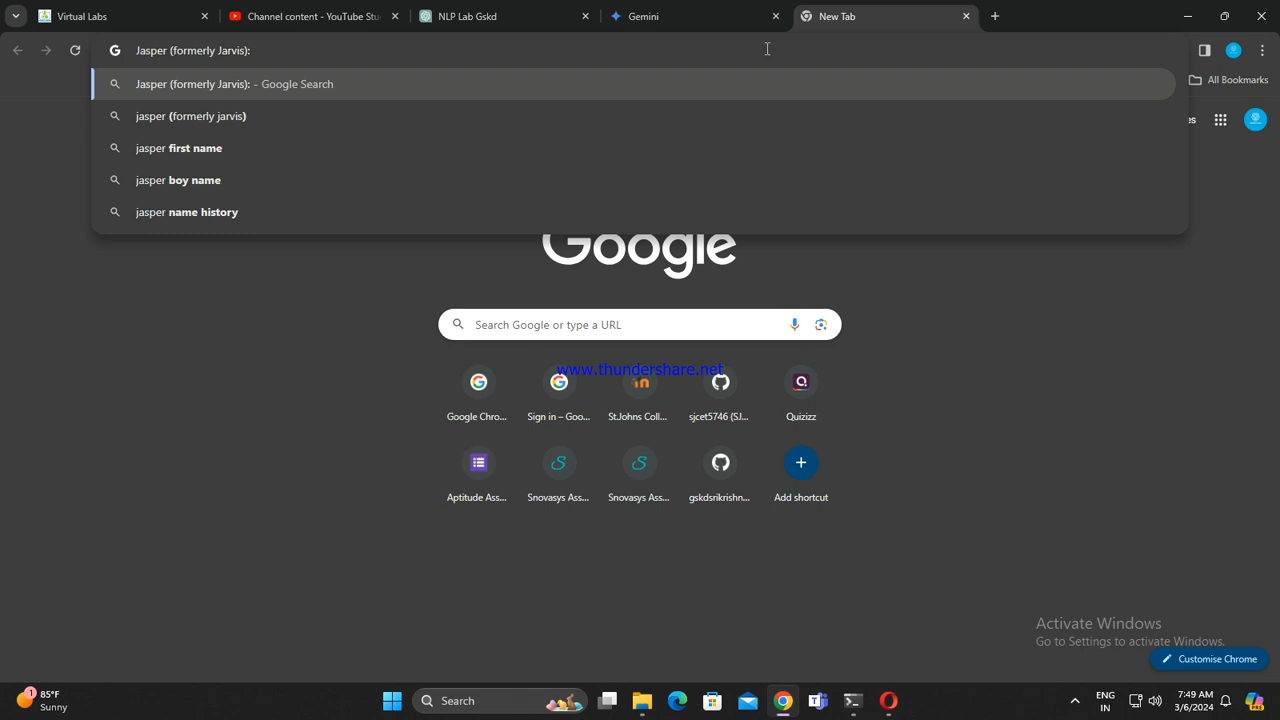 Virtual Labs
Channel content - YouTube Stu
NLP Lab Gskd
Gemini
New Tab
Jasper (formerly Jarvis):
All Bookmarks
Jasper (formerly Jarvis): - Google Search
jasper (formerly jarvis)
es
jasper first name
jasper boy name
jasper name history
Google
Search Google or type a URL
www.thundershare.net
Google Chro...
Sign in – Goo...
St.Johns Coll...
sjcet5746 (SJ...
Quizizz
Aptitude Ass...
Snovasys Ass...
Snovasys Ass...
gskdsrikrishn...
Add shortcut
Activate Windows
Go to Settings to activate Windows.
Customise Chrome
1
85°F
Sunny
Search
ENG
IN
7:49 AM
3/6/2024